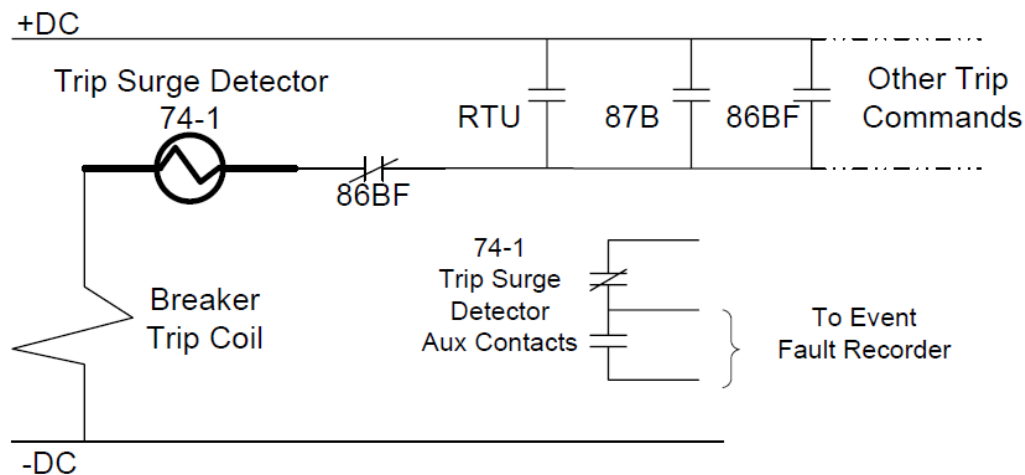 +DC
Trip Surge Detector
74-1
RTU
87B
86BF
Other Trip
Commands
86BF
74-1
Trip Surge
Detector
Aux Contacts
To Event
Fault Recorder
Breaker
Trip Coil
-DC